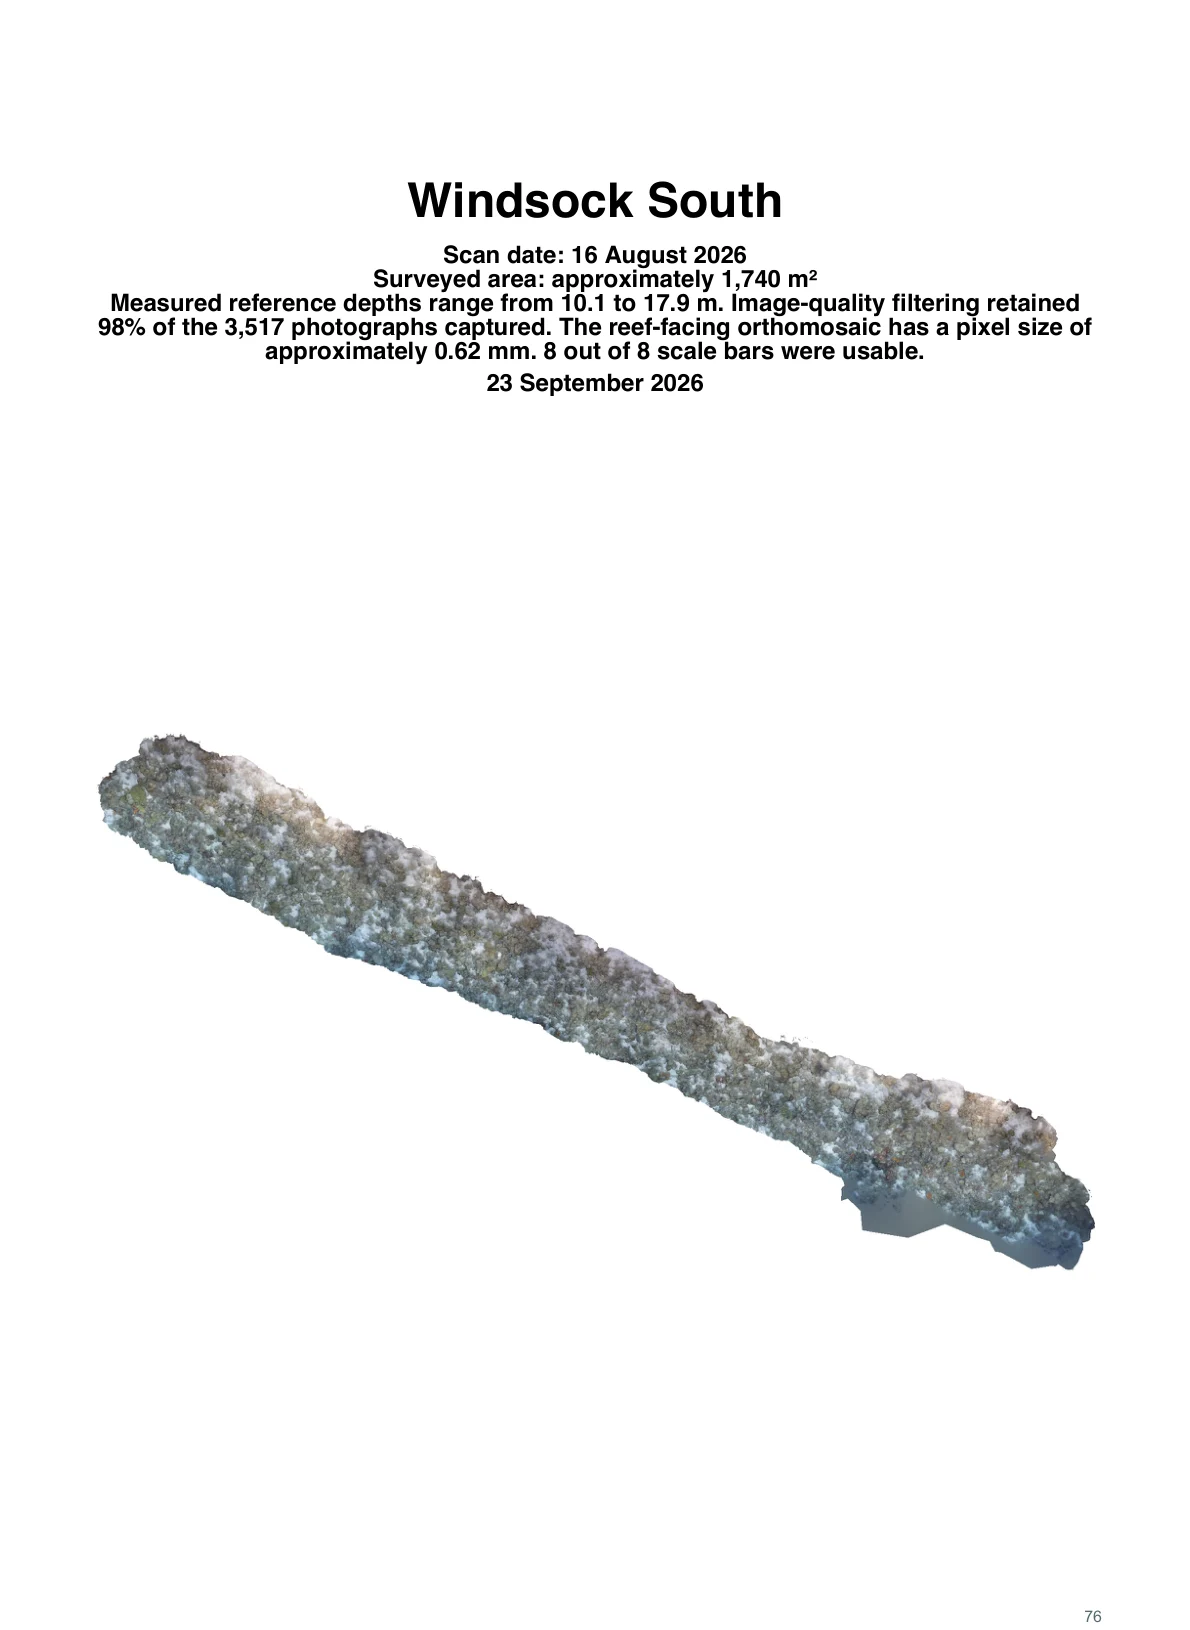 Windsock South
Scan date: 16 August 2026
Surveyed area: approximately 1,740 m²
Measured reference depths range from 10.1 to 17.9 m. Image-quality filtering retained
98% of the 3,517 photographs captured. The reef-facing orthomosaic has a pixel size of
approximately 0.62 mm. 8 out of 8 scale bars were usable.
23 September 2026
76